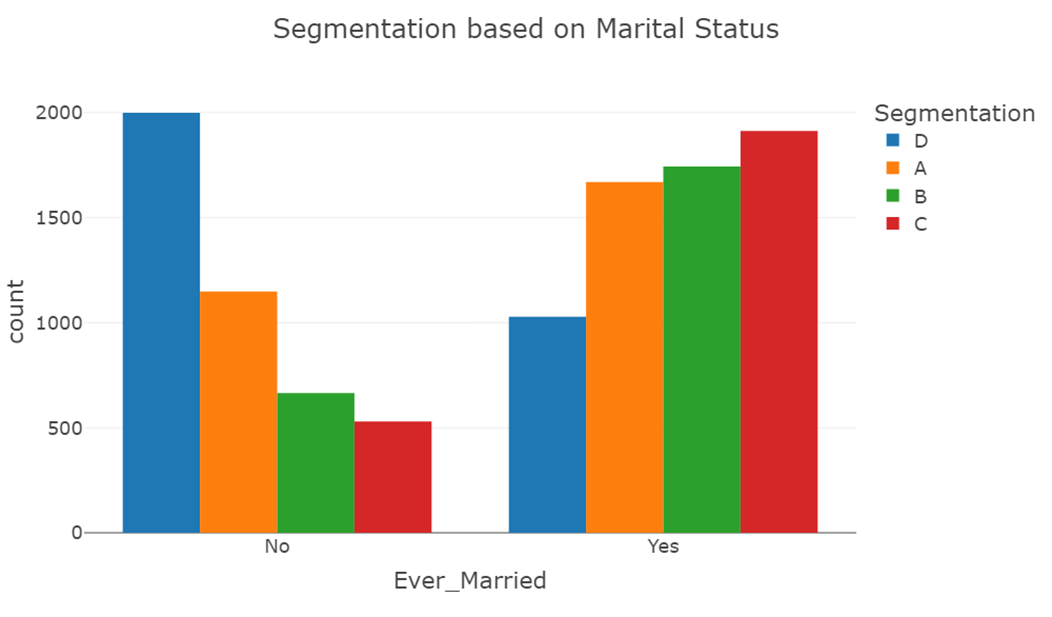 Segmentation based on Marital Status
2000
1500
1000
500
0
count
No
Yes
Ever_Married
Segmentation
D
A
B
C